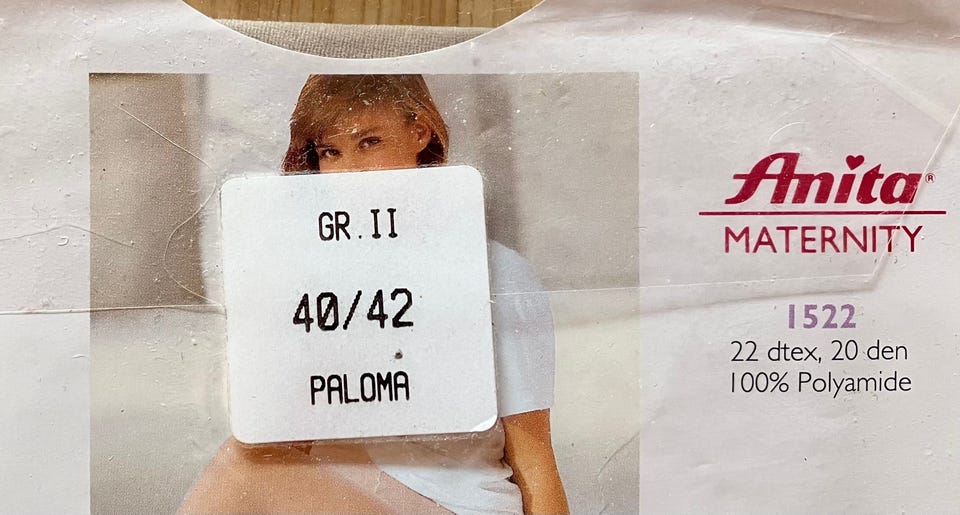 GR.II
40/42
PALOMA
Anita®
MATERNITY
1522
22 dtex, 20 den
100% Polyamide